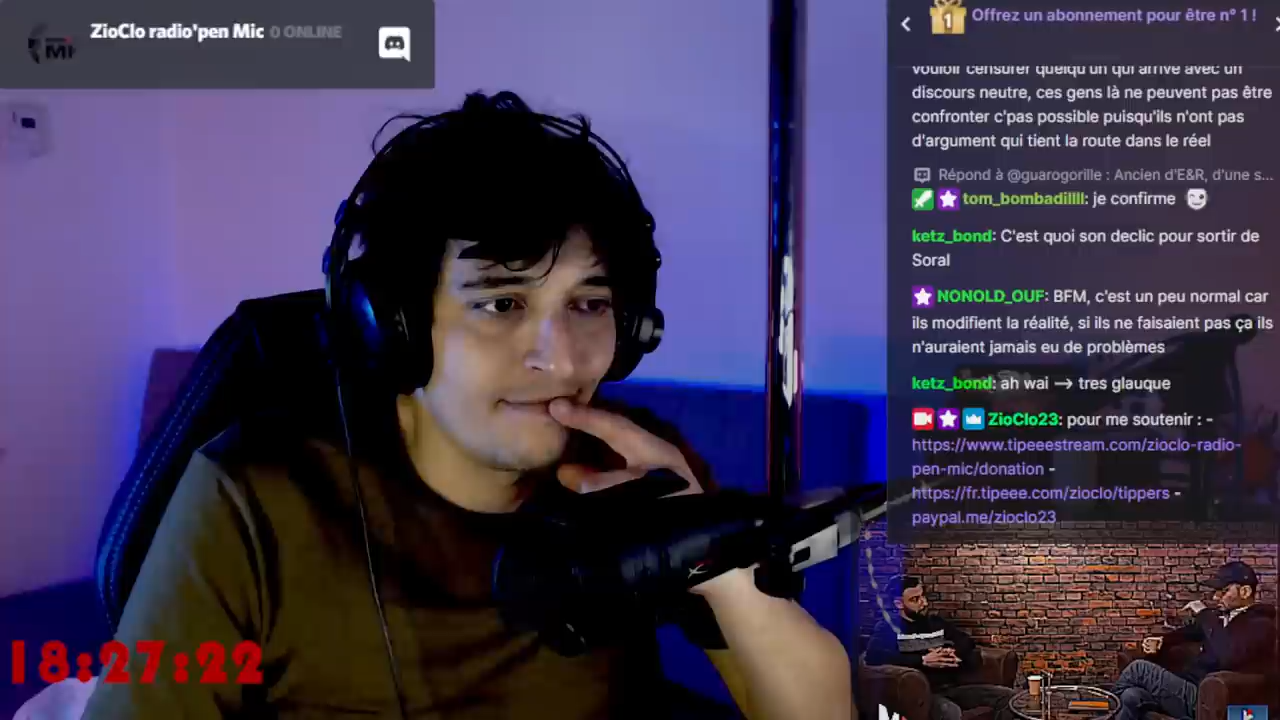 ZioClo radio'pen Mic 0 ONLINE
MI
1 Offrez un abonnement pour être n° 1 !
vouloir censurer quelqu'un qui arrive avec un
discours neutre, ces gens là ne peuvent pas être
confronter c'pas possible puisqu'ils n'ont pas
d'argument qui tient la route dans le réel
Répond à @guarogorille : Ancien d'E&R, d'une s...
tom_bombadillll: je confirme
ketz_bond: C'est quoi son declic pour sortir de
Soral
NONOLD_OUF: BFM, c'est un peu normal car
ils modifient la réalité, si ils ne faisaient pas ça ils
n'auraient jamais eu de problèmes
ketz_bond: ah wai --> tres glauque
ZioClo23: pour me soutenir : -
https://www.tipeeestream.com/zioclo-radio-
pen-mic/donation -
https://fr.tipeee.com/zioclo/tippers -
paypal.me/zioclo23
18:27:22